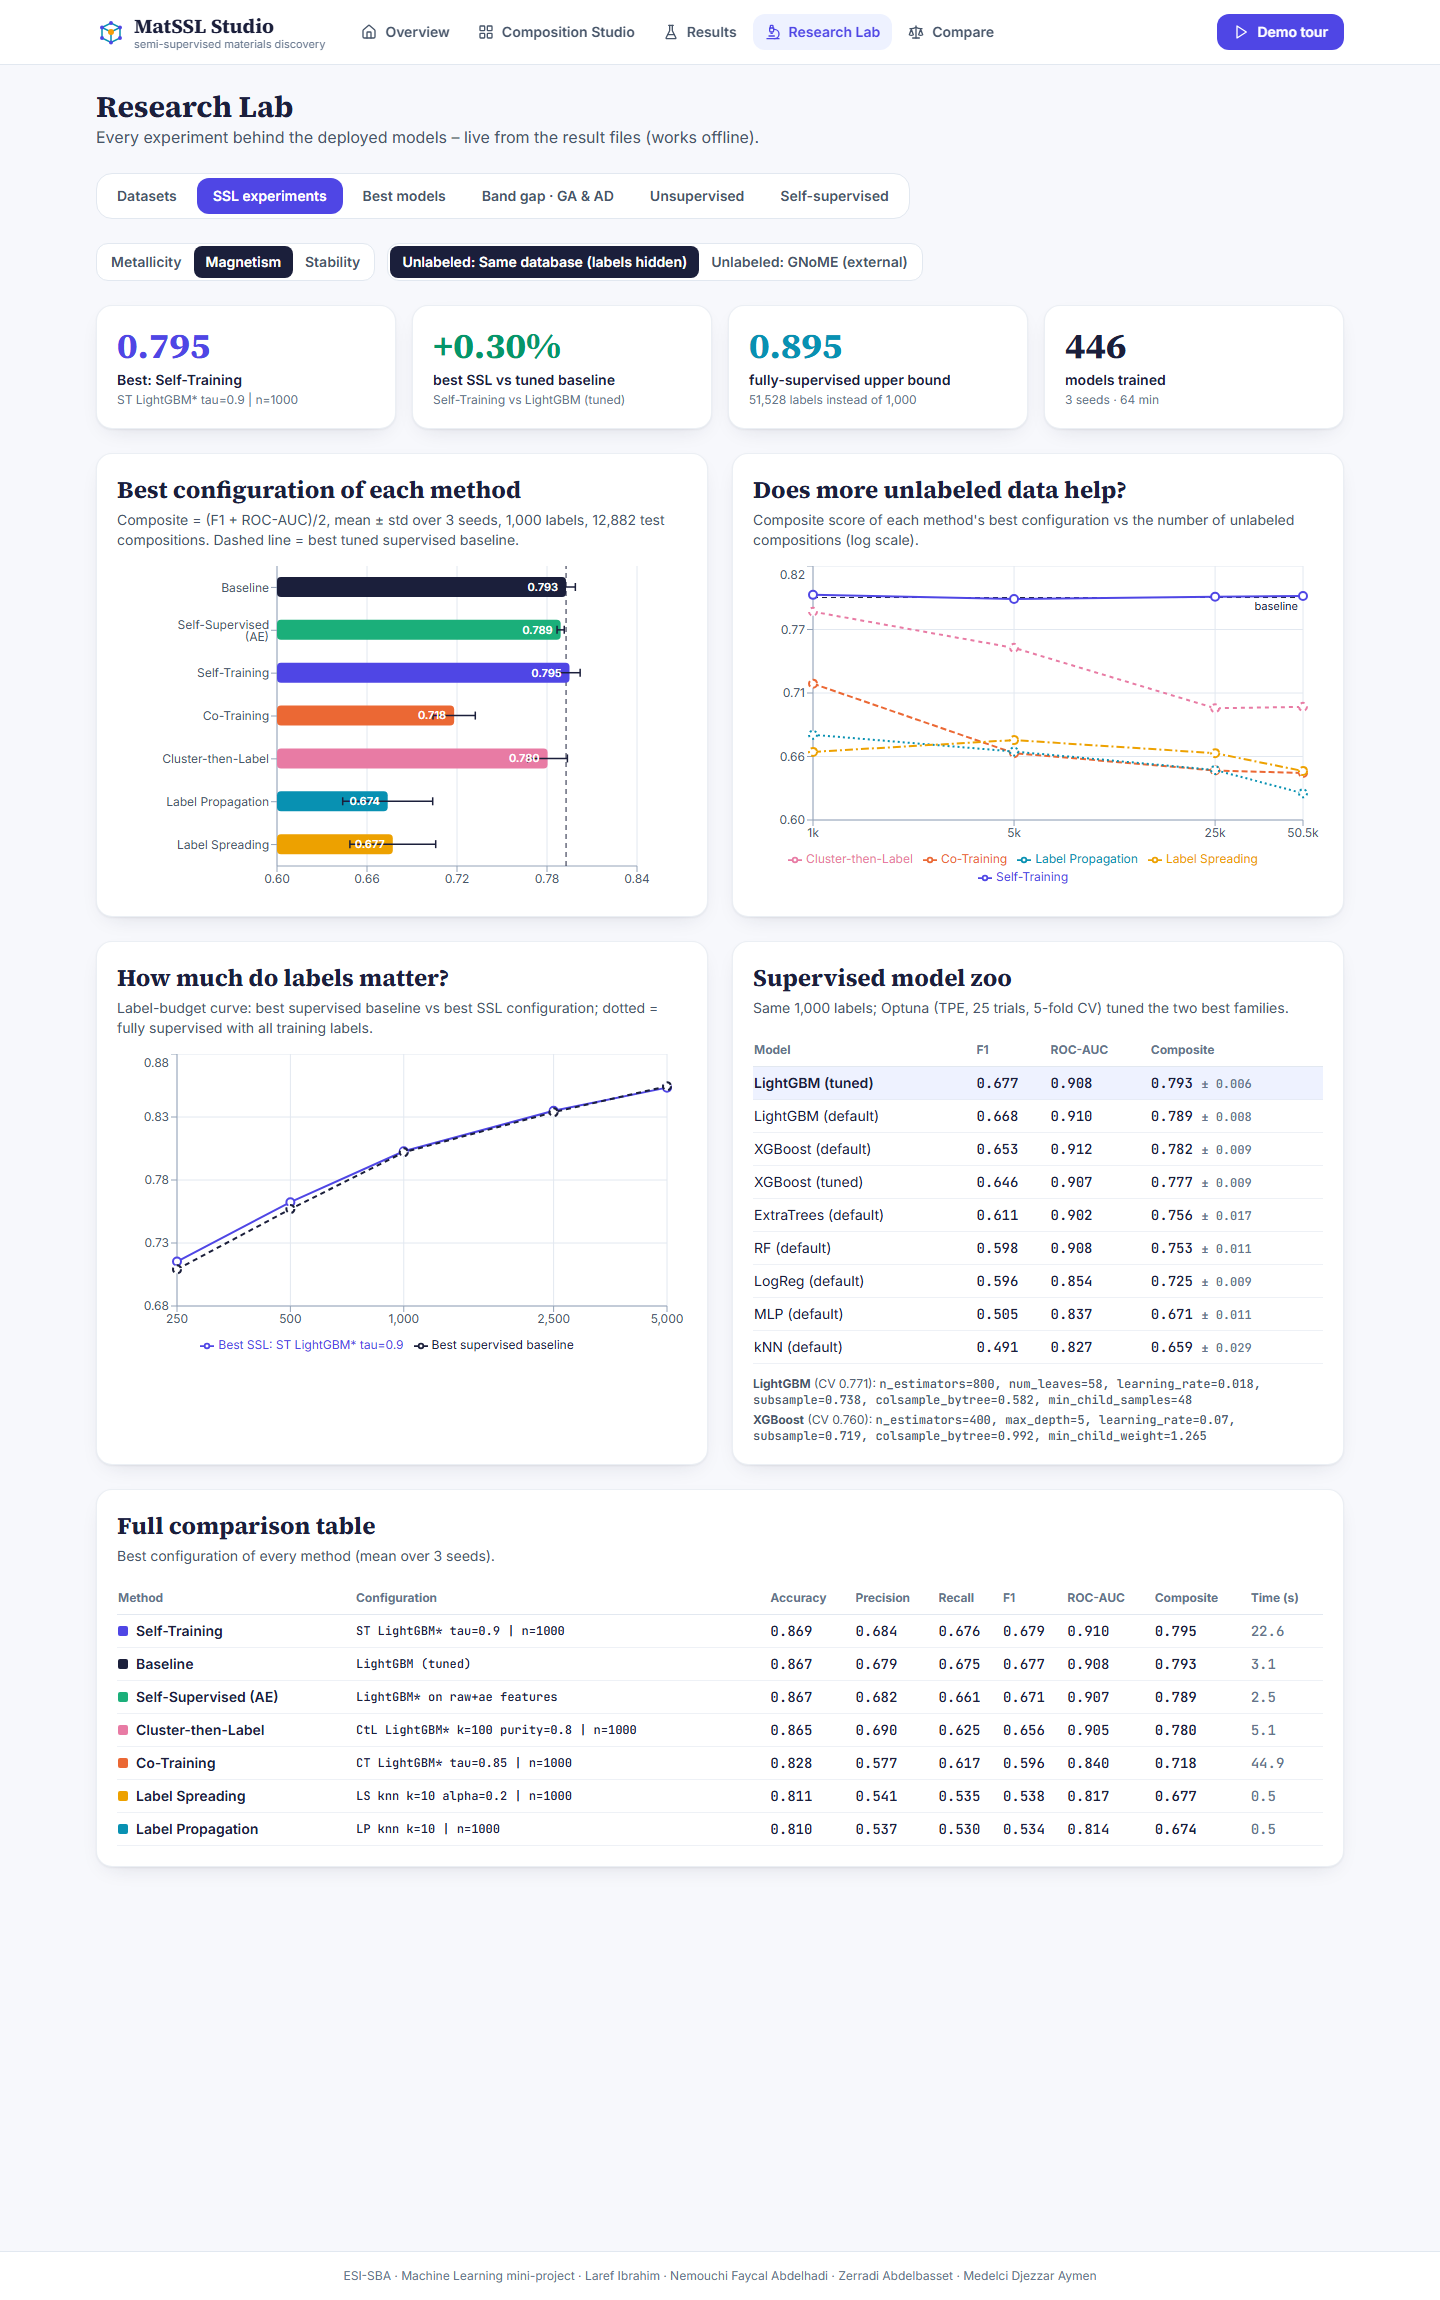 MatSSL Studio
semi-supervised materials discovery
Overview
Composition Studio
Results
Research Lab
Compare
Demo tour
Research Lab
Every experiment behind the deployed models – live from the result files (works offline).
Datasets
SSL experiments
Best models
Band gap · GA & AD
Unsupervised
Self-supervised
Metallicity
Magnetism
Stability
Unlabeled: Same database (labels hidden)
Unlabeled: GNoME (external)
0.795
Best: Self-Training
ST LightGBM* tau=0.9 | n=1000
+0.30%
best SSL vs tuned baseline
Self-Training vs LightGBM (tuned)
0.895
fully-supervised upper bound
51,528 labels instead of 1,000
446
models trained
3 seeds · 64 min
Best configuration of each method
Composite = (F1 + ROC-AUC)/2, mean ± std over 3 seeds, 1,000 labels, 12,882 test
compositions. Dashed line = best tuned supervised baseline.
Baseline 0.793
Self-Supervised
(AE) 0.789
Self-Training 0.795
Co-Training 0.718
Cluster-then-Label 0.780
Label Propagation 0.674
Label Spreading 0.677
0.60 0.66 0.72 0.78 0.84
Does more unlabeled data help?
Composite score of each method's best configuration vs the number of unlabeled
compositions (log scale).
0.82
baseline
0.77
0.71
0.66
0.60
1k 5k 25k 50.5k
Cluster-then-Label Co-Training Label Propagation Label Spreading
Self-Training
How much do labels matter?
Label-budget curve: best supervised baseline vs best SSL configuration; dotted =
fully supervised with all training labels.
0.88
0.83
0.78
0.73
0.68
250 500 1,000 2,500 5,000
Best SSL: ST LightGBM* tau=0.9 Best supervised baseline
Supervised model zoo
Same 1,000 labels; Optuna (TPE, 25 trials, 5-fold CV) tuned the two best families.
Model F1 ROC-AUC Composite
LightGBM (tuned) 0.677 0.908 0.793 ± 0.006
LightGBM (default) 0.668 0.910 0.789 ± 0.008
XGBoost (default) 0.653 0.912 0.782 ± 0.009
XGBoost (tuned) 0.646 0.907 0.777 ± 0.009
ExtraTrees (default) 0.611 0.902 0.756 ± 0.017
RF (default) 0.598 0.908 0.753 ± 0.011
LogReg (default) 0.596 0.854 0.725 ± 0.009
MLP (default) 0.505 0.837 0.671 ± 0.011
kNN (default) 0.491 0.827 0.659 ± 0.029
LightGBM (CV 0.771): n_estimators=800, num_leaves=58, learning_rate=0.018,
subsample=0.738, colsample_bytree=0.582, min_child_samples=48
XGBoost (CV 0.760): n_estimators=400, max_depth=5, learning_rate=0.07,
subsample=0.719, colsample_bytree=0.992, min_child_weight=1.265
Full comparison table
Best configuration of every method (mean over 3 seeds).
Method Configuration Accuracy Precision Recall F1 ROC-AUC Composite Time (s)
Self-Training ST LightGBM* tau=0.9 | n=1000 0.869 0.684 0.676 0.679 0.910 0.795 22.6
Baseline LightGBM (tuned) 0.867 0.679 0.675 0.677 0.908 0.793 3.1
Self-Supervised (AE) LightGBM* on raw+ae features 0.867 0.682 0.661 0.671 0.907 0.789 2.5
Cluster-then-Label CtL LightGBM* k=100 purity=0.8 | n=1000 0.865 0.690 0.625 0.656 0.905 0.780 5.1
Co-Training CT LightGBM* tau=0.85 | n=1000 0.828 0.577 0.617 0.596 0.840 0.718 44.9
Label Spreading LS knn k=10 alpha=0.2 | n=1000 0.811 0.541 0.535 0.538 0.817 0.677 0.5
Label Propagation LP knn k=10 | n=1000 0.810 0.537 0.530 0.534 0.814 0.674 0.5
ESI-SBA · Machine Learning mini-project · Laref Ibrahim · Nemouchi Faycal Abdelhadi · Zerradi Abdelbasset · Medelci Djezzar Aymen